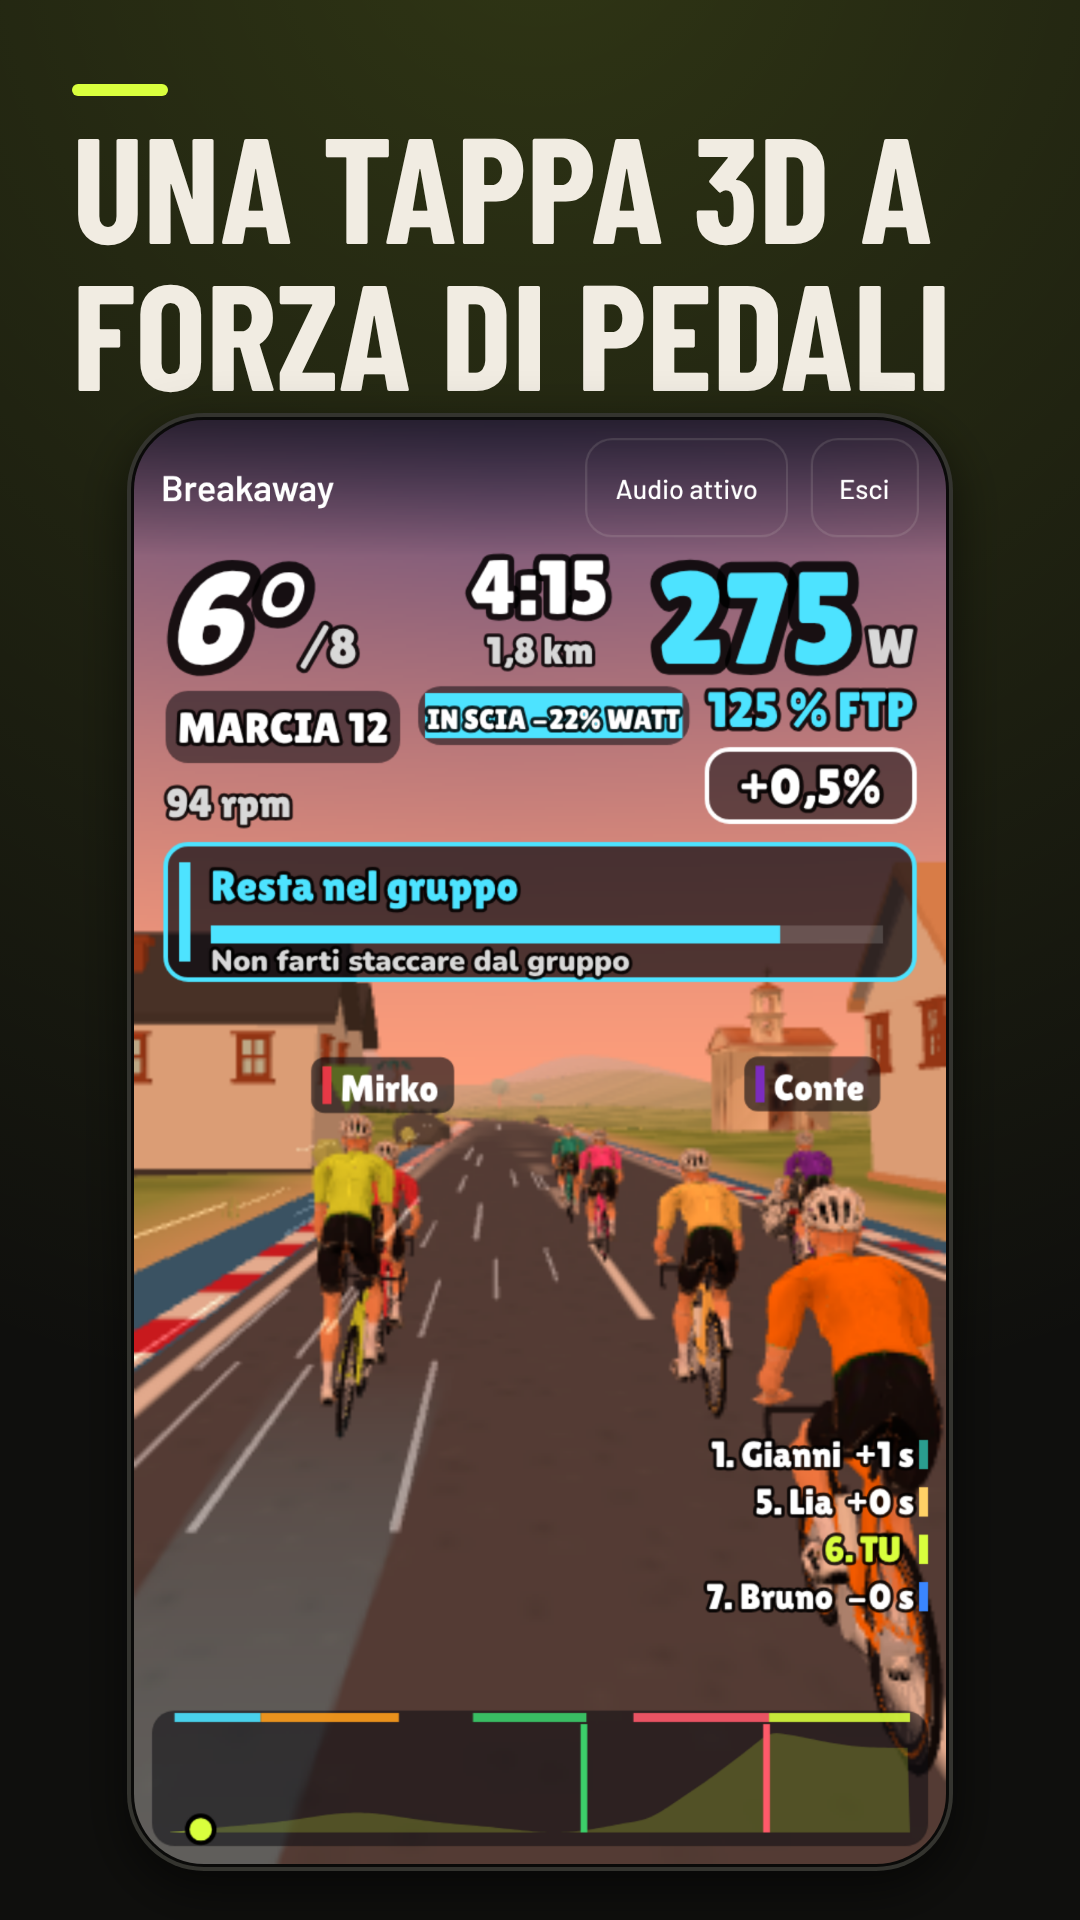 UNA TAPPA 3D A
FORZA DI PEDALI
Breakaway
Audio attivo
Esci
6º/8
4:15
275 W
1,8 km
MARCIA 12
IN SCIA −22% WATT
125 % FTP
+0,5%
94 rpm
Resta nel gruppo
Non farti staccare dal gruppo
Mirko
Conte
1. Gianni +1 s
5. Lia +0 s
6. TU
7. Bruno −0 s